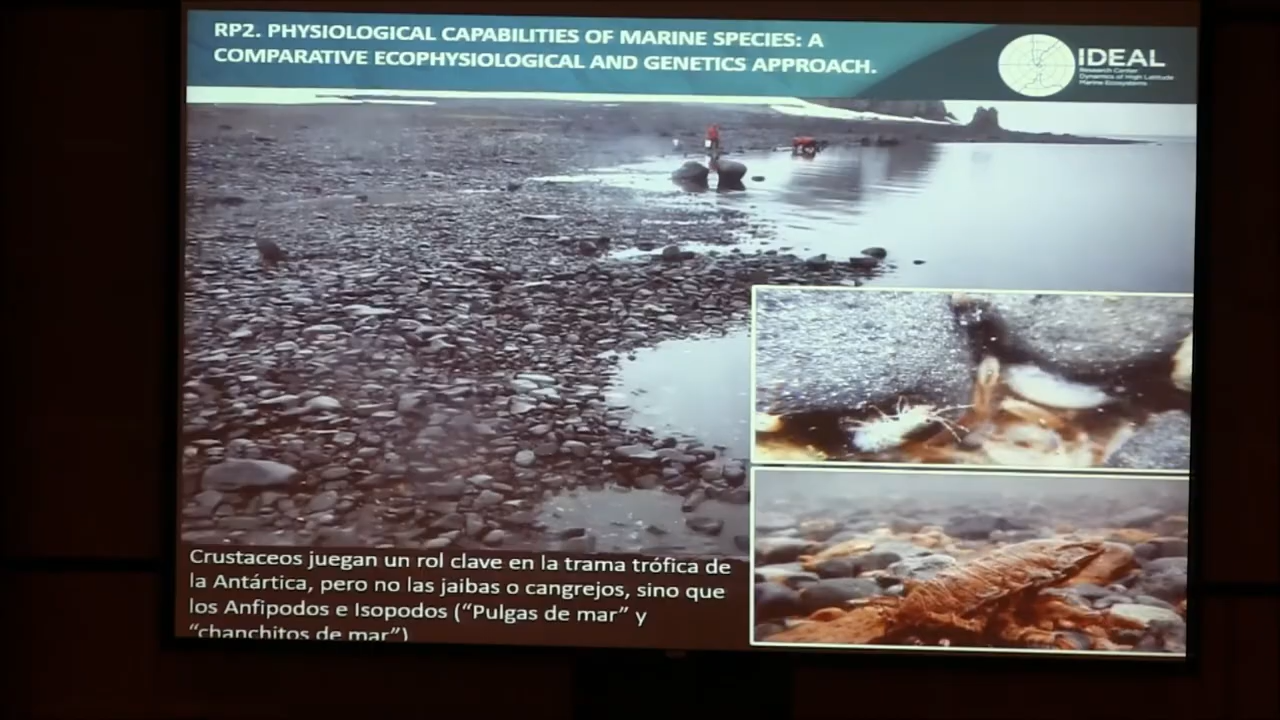 RP2. PHYSIOLOGICAL CAPABILITIES OF MARINE SPECIES: A
COMPARATIVE ECOPHYSIOLOGICAL AND GENETICS APPROACH.
IDEAL
Research Center
Dynamics of High Latitude
Marine Ecosystems
Crustaceos juegan un rol clave en la trama trófica de
la Antártica, pero no las jaibas o cangrejos, sino que
los Anfipodos e Isopodos (“Pulgas de mar” y
“chanchitos de mar”)